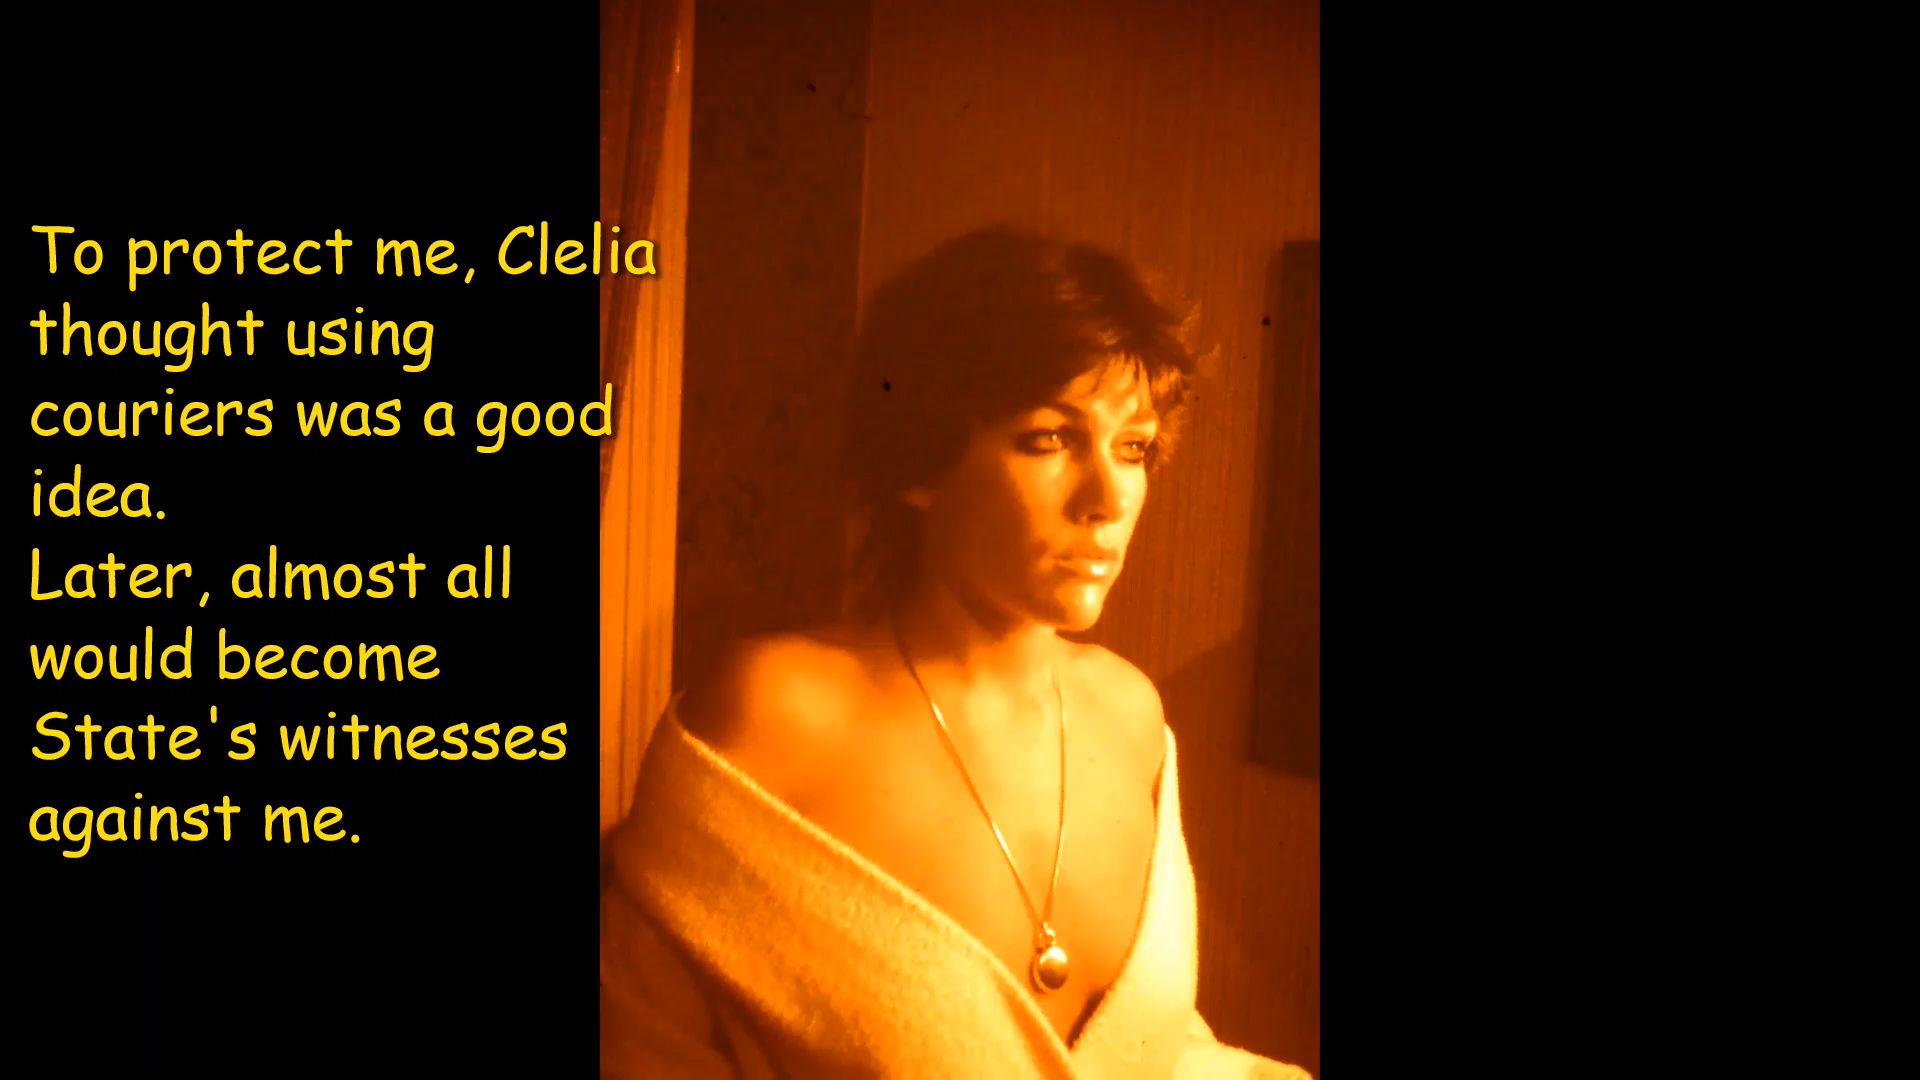 To protect me, Clelia
thought using
couriers was a good
idea.
Later, almost all
would become
State's witnesses
against me.